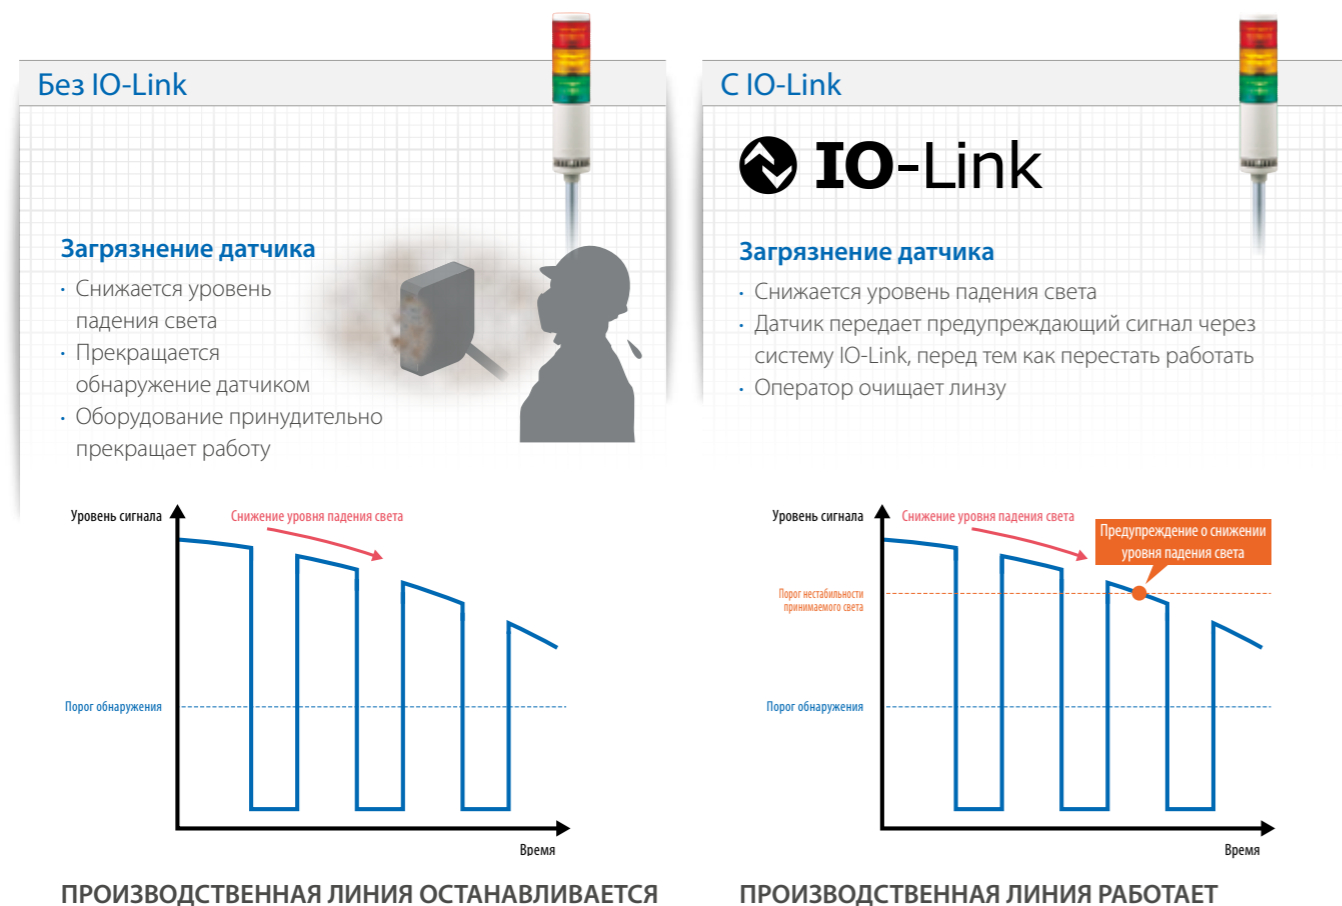 Без IO-Link
Загрязнение датчика
· Снижается уровень
падения света
· Прекращается
обнаружение датчиком
· Оборудование принудительно
прекращает работу
Уровень сигнала
Снижение уровня падения света
Порог обнаружения
Время
ПРОИЗВОДСТВЕННАЯ ЛИНИЯ ОСТАНАВЛИВАЕТСЯ
С IO-Link
IO-Link
Загрязнение датчика
· Снижается уровень падения света
· Датчик передает предупреждающий сигнал через
систему IO-Link, перед тем как перестать работать
· Оператор очищает линзу
Уровень сигнала
Снижение уровня падения света
Предупреждение о снижении
уровня падения света
Порог нестабильности
принимаемого света
Порог обнаружения
Время
ПРОИЗВОДСТВЕННАЯ ЛИНИЯ РАБОТАЕТ